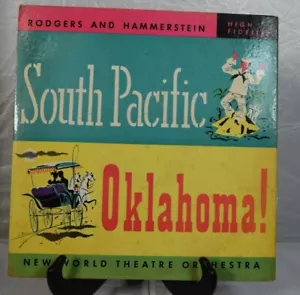 RODGERS AND HAMMERSTEIN
HIGH FIDELITY
South Pacific
Oklahoma!
NEW WORLD THEATRE ORCHESTRA